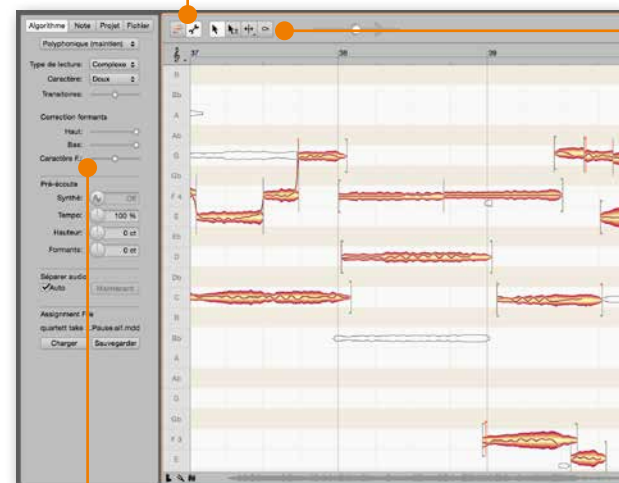 Algorithme Note Projet Fichier
Polyphonique (maintien)
Type de lecture: Complexe
Caractère: Doux
Transitoires:
Correction formants
Haut:
Bas:
Caractère F.:
Pré-écoute
Synthé: Off
Tempo: 100 %
Hauteur: 0 ct
Formants: 0 ct
Séparer audio
Auto Maintenant
Assignment File
quartett take ...Pause.aif.mdd
Charger Sauvegarder
37 38 39
B
Bb
A
Ab
G
Gb
F 4
E
Eb
D
Db
C
B
Bb
A
Ab
G
Gb
F 3
E